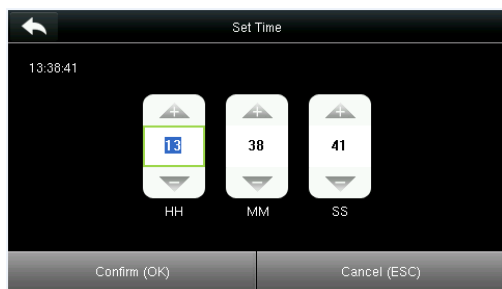 Set Time
13:38:41
13 38 41
HH MM SS
Confirm (OK) Cancel (ESC)